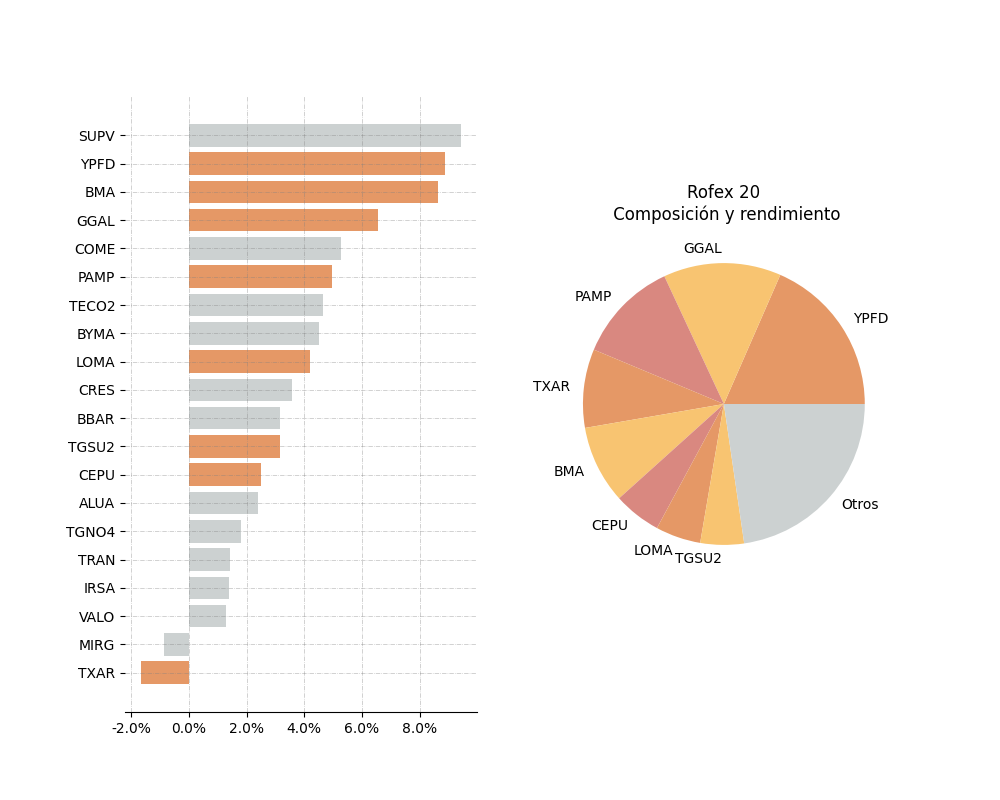 SUPV
YPFD
BMA
GGAL
COME
PAMP
TECO2
BYMA
LOMA
CRES
BBAR
TGSU2
CEPU
ALUA
TGNO4
TRAN
IRSA
VALO
MIRG
TXAR
-2.0% 0.0% 2.0% 4.0% 6.0% 8.0%
Rofex 20
Composición y rendimiento
GGAL
PAMP
YPFD
TXAR
BMA
Otros
CEPU
LOMA
TGSU2